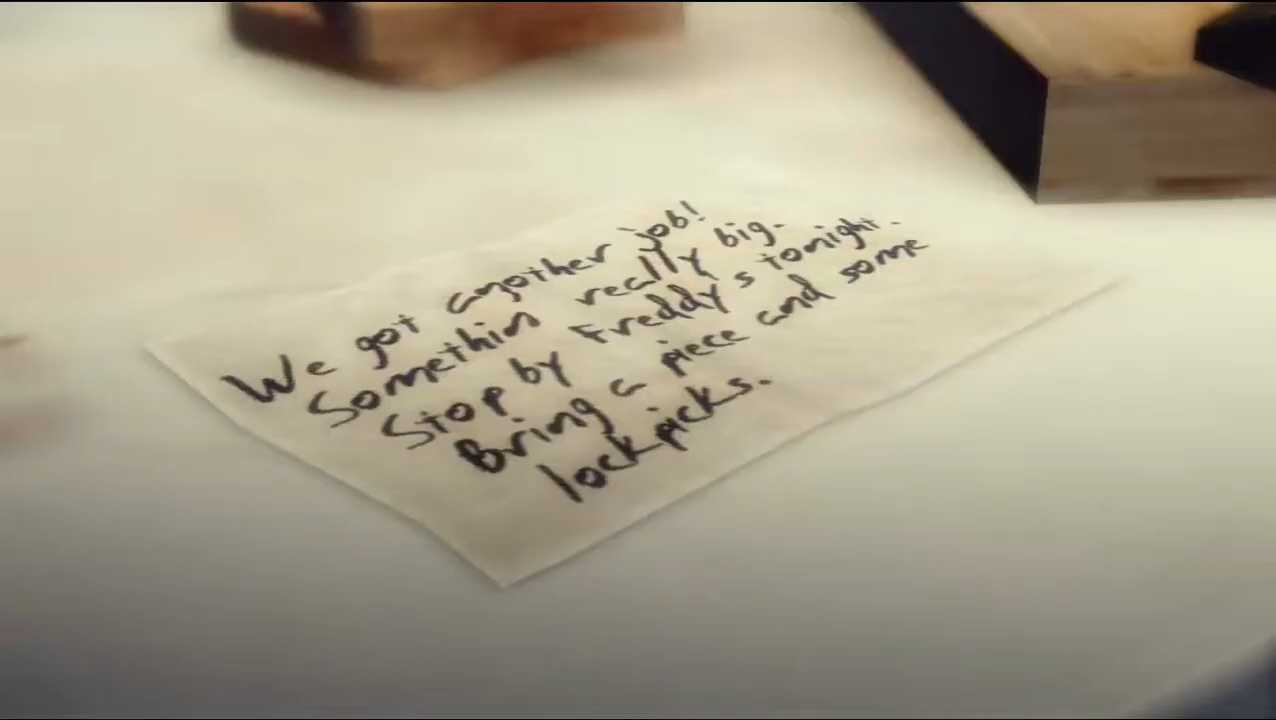 We got another job!
Somethin really big.
Stop by Freddy's tonight.
Bring a piece and some
lockpicks.